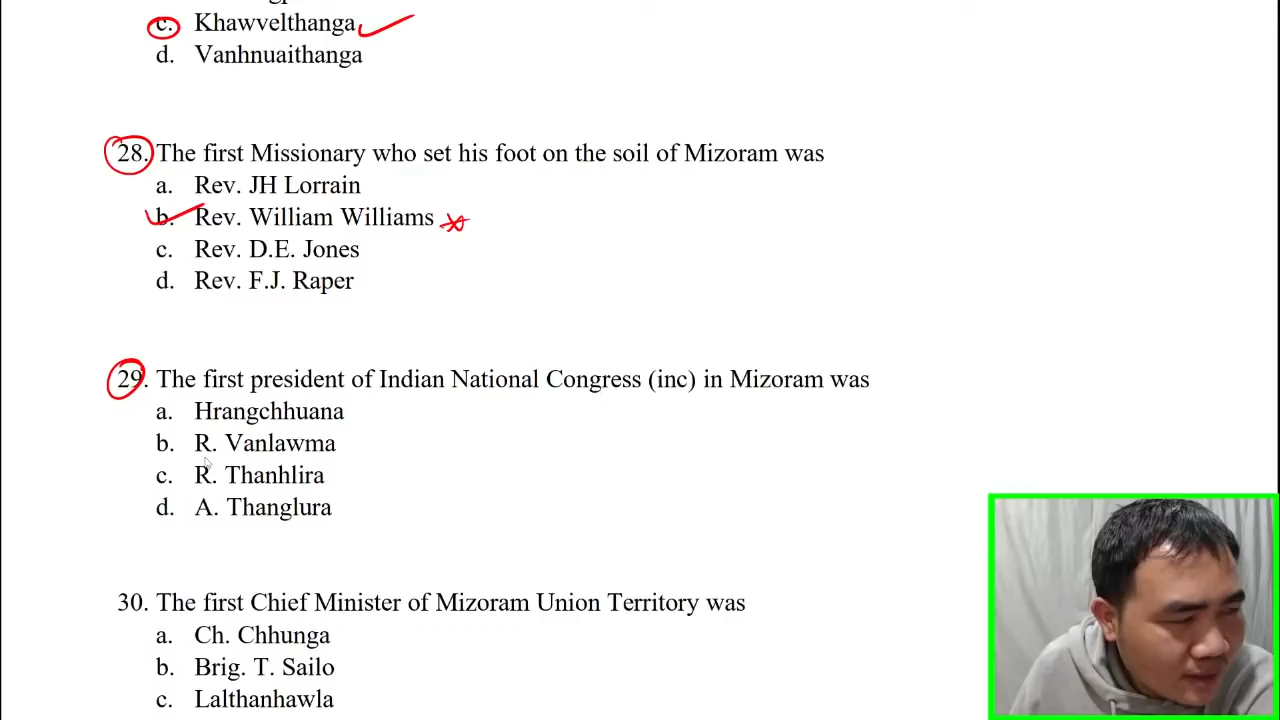 c. Khawvelthanga
d. Vanhnuaithanga
28. The first Missionary who set his foot on the soil of Mizoram was
a. Rev. JH Lorrain
b. Rev. William Williams
c. Rev. D.E. Jones
d. Rev. F.J. Raper
29. The first president of Indian National Congress (inc) in Mizoram was
a. Hrangchhuana
b. R. Vanlawma
c. R. Thanhlira
d. A. Thanglura
30. The first Chief Minister of Mizoram Union Territory was
a. Ch. Chhunga
b. Brig. T. Sailo
c. Lalthanhawla